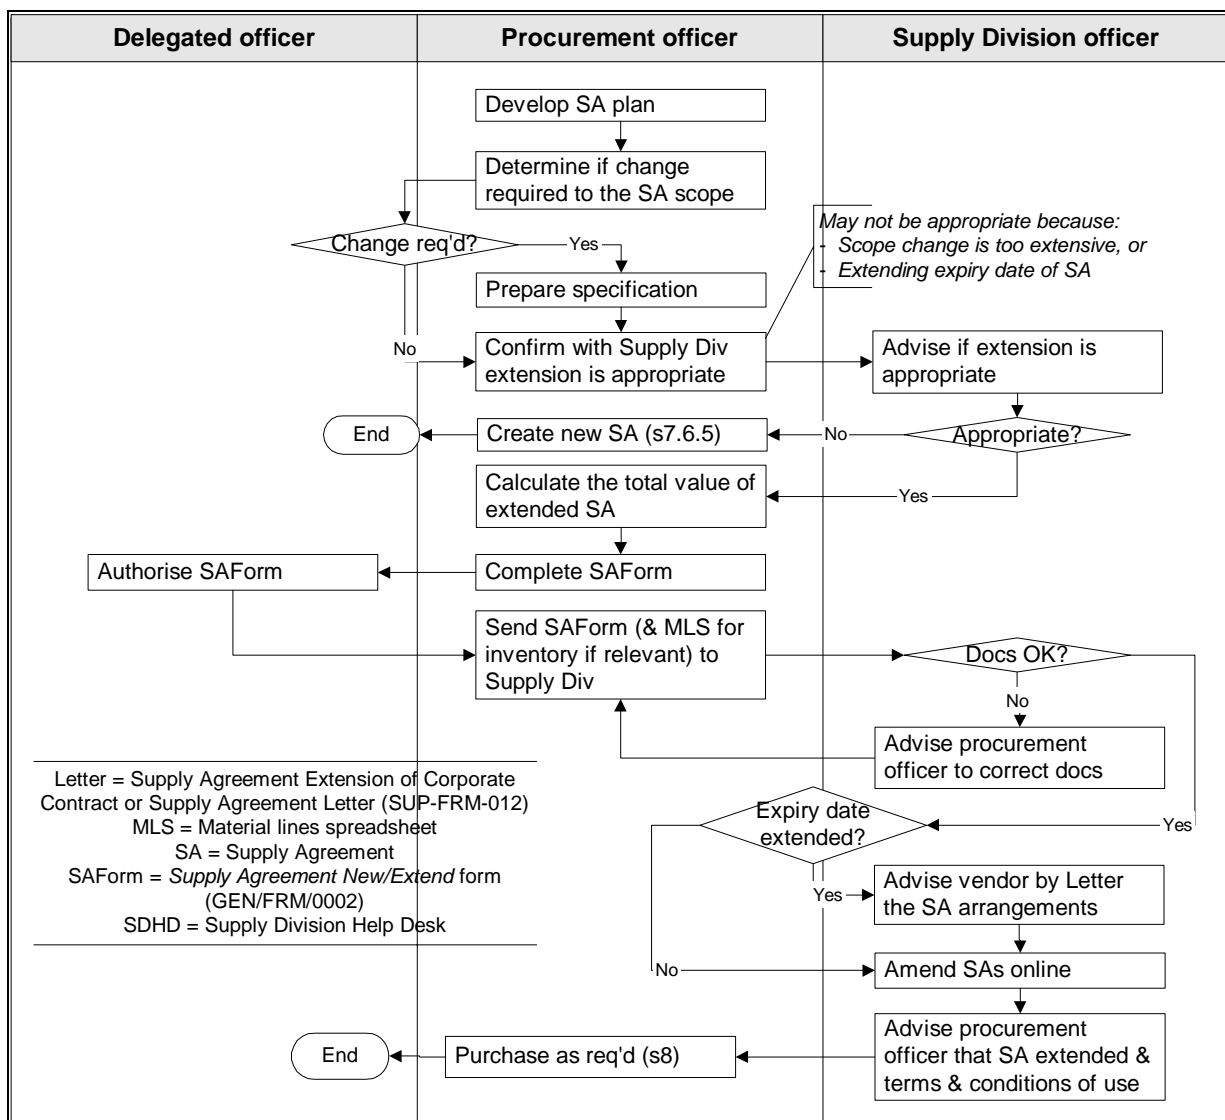 Delegated officer
Procurement officer
Supply Division officer
Develop SA plan
Determine if change
required to the SA scope
Change req'd?
Yes
May not be appropriate because:
- Scope change is too extensive, or
- Extending expiry date of SA
Prepare specification
No
Confirm with Supply Div
extension is appropriate
Advise if extension is
appropriate
End
Create new SA (s7.6.5)
No
Appropriate?
Calculate the total value of
extended SA
Yes
Authorise SAForm
Complete SAForm
Send SAForm (& MLS for
inventory if relevant) to
Supply Div
Docs OK?
No
Advise procurement
officer to correct docs
Letter = Supply Agreement Extension of Corporate
Contract or Supply Agreement Letter (SUP-FRM-012)
MLS = Material lines spreadsheet
SA = Supply Agreement
SAForm = Supply Agreement New/Extend form
(GEN/FRM/0002)
SDHD = Supply Division Help Desk
Expiry date
extended?
Yes
Yes
Advise vendor by Letter
the SA arrangements
No
Amend SAs online
End
Purchase as req'd (s8)
Advise procurement
officer that SA extended &
terms & conditions of use